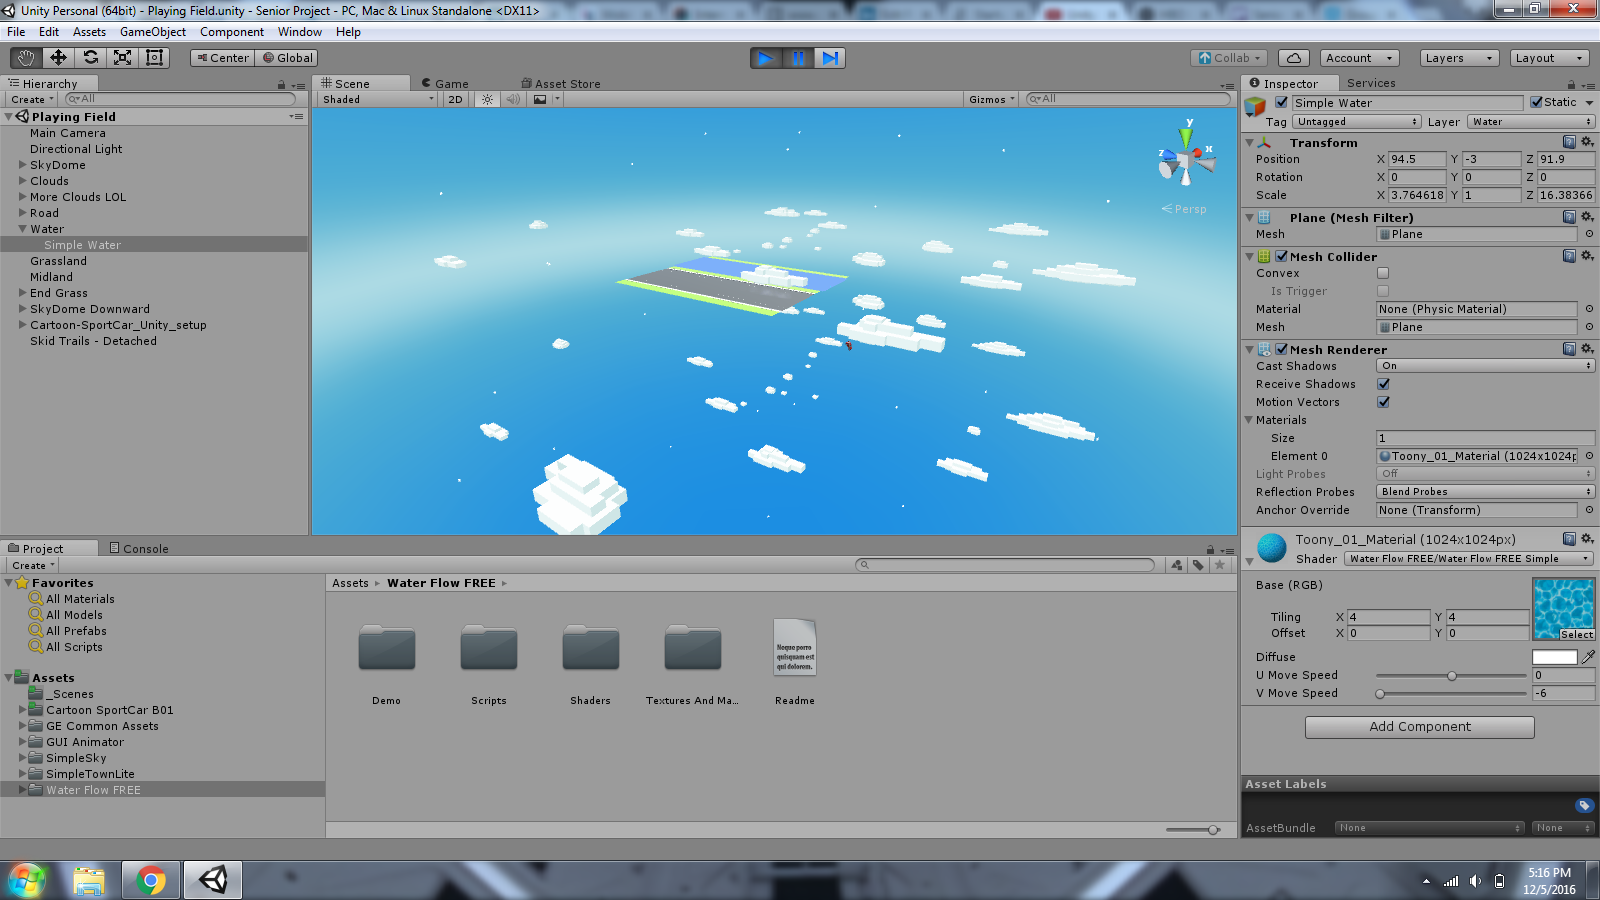 Unity Personal (64bit) - Playing Field.unity - Senior Project - PC, Mac & Linux Standalone <DX11>
File Edit Assets GameObject Component Window Help
Center Global Collab Account Layers Layout
Hierarchy
Create All
Playing Field
Main Camera
Directional Light
SkyDome
Clouds
More Clouds LOL
Road
Water
Simple Water
Grassland
Midland
End Grass
SkyDome Downward
Cartoon-SportCar_Unity_setup
Skid Trails - Detached
Scene Game Asset Store
Shaded 2D Gizmos All
y
z x
Persp
Project Console
Create
Favorites
All Materials
All Models
All Prefabs
All Scripts
Assets
_Scenes
Cartoon SportCar B01
GE Common Assets
GUI Animator
SimpleSky
SimpleTownLite
Water Flow FREE
Assets Water Flow FREE
Neque porro
quisquam est
qui dolorem.
Demo Scripts Shaders Textures And Ma... Readme
Inspector Services
Simple Water Static
Tag Untagged Layer Water
Transform
Position X 94.5 Y -3 Z 91.9
Rotation X 0 Y 0 Z 0
Scale X 3.764618 Y 1 Z 16.38366
Plane (Mesh Filter)
Mesh Plane
Mesh Collider
Convex
Is Trigger
Material None (Physic Material)
Mesh Plane
Mesh Renderer
Cast Shadows On
Receive Shadows
Motion Vectors
Materials
Size 1
Element 0 Toony_01_Material (1024x1024p
Light Probes Off
Reflection Probes Blend Probes
Anchor Override None (Transform)
Toony_01_Material (1024x1024px)
Shader Water Flow FREE/Water Flow FREE Simple
Base (RGB)
Tiling X 4 Y 4
Offset X 0 Y 0
Select
Diffuse
U Move Speed 0
V Move Speed -6
Add Component
Asset Labels
AssetBundle None None
5:16 PM
12/5/2016